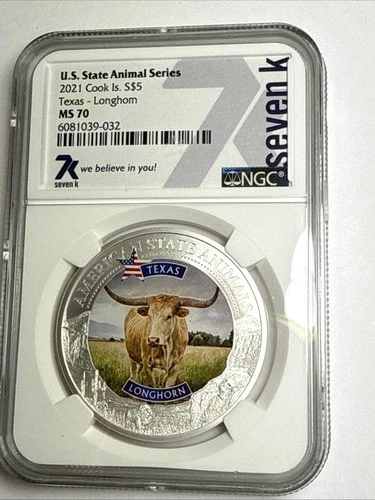 U.S. State Animal Series
2021 Cook Is. S$5
Texas - Longhorn
MS 70
6081039-032
7k
seven k
we believe in you!
7k
seven k
NGC®
AMERICAN STATE ANIMALS
TEXAS
LONGHORN